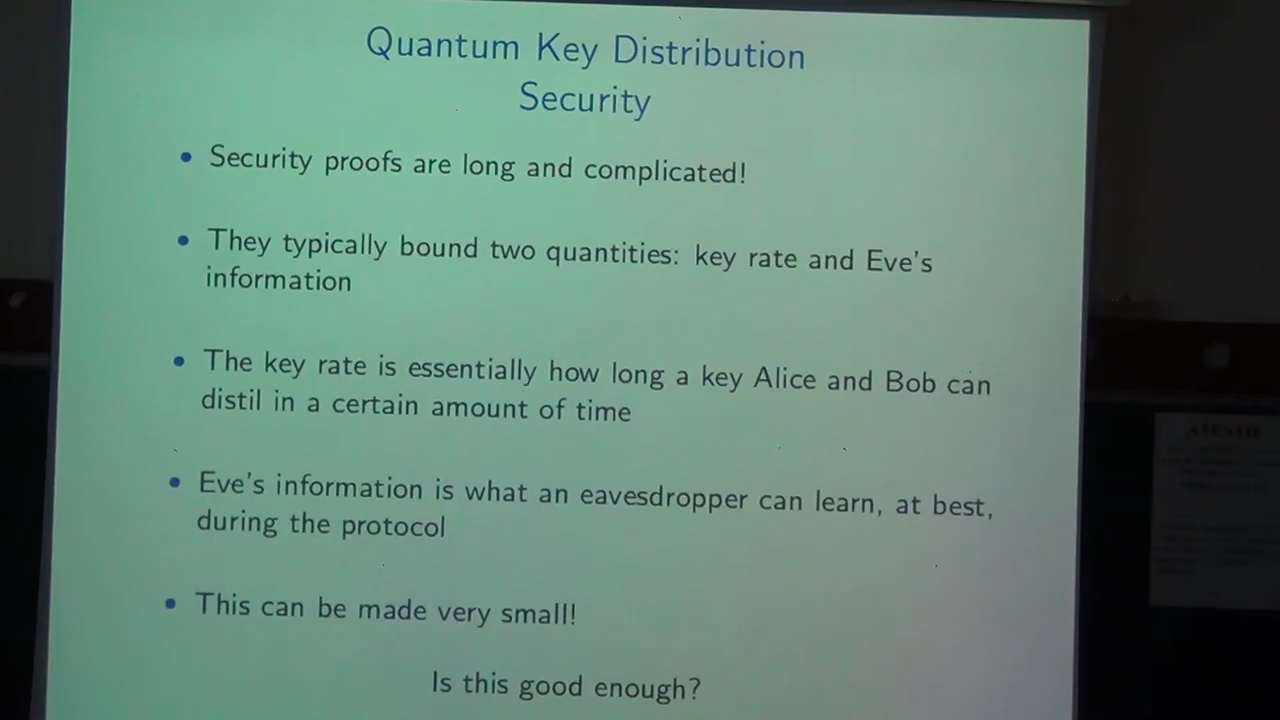 Quantum Key Distribution
Security
• Security proofs are long and complicated!
• They typically bound two quantities: key rate and Eve's
information
• The key rate is essentially how long a key Alice and Bob can
distil in a certain amount of time
• Eve's information is what an eavesdropper can learn, at best,
during the protocol
• This can be made very small!
Is this good enough?